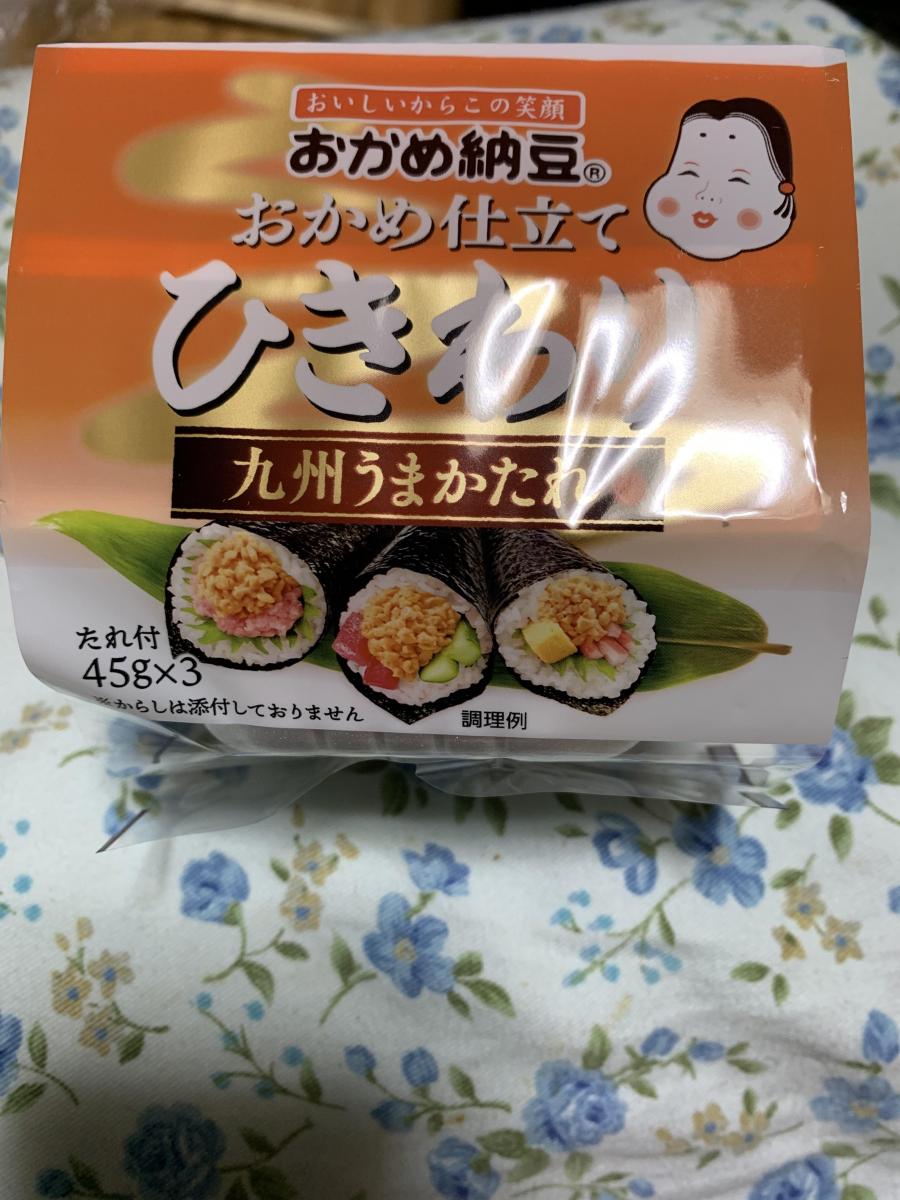 おいしいからこの笑顔
おかめ納豆®
おかめ仕立て
ひきわり
九州うまかたれ
たれ付
45g×3
※からしは添付しておりません
調理例